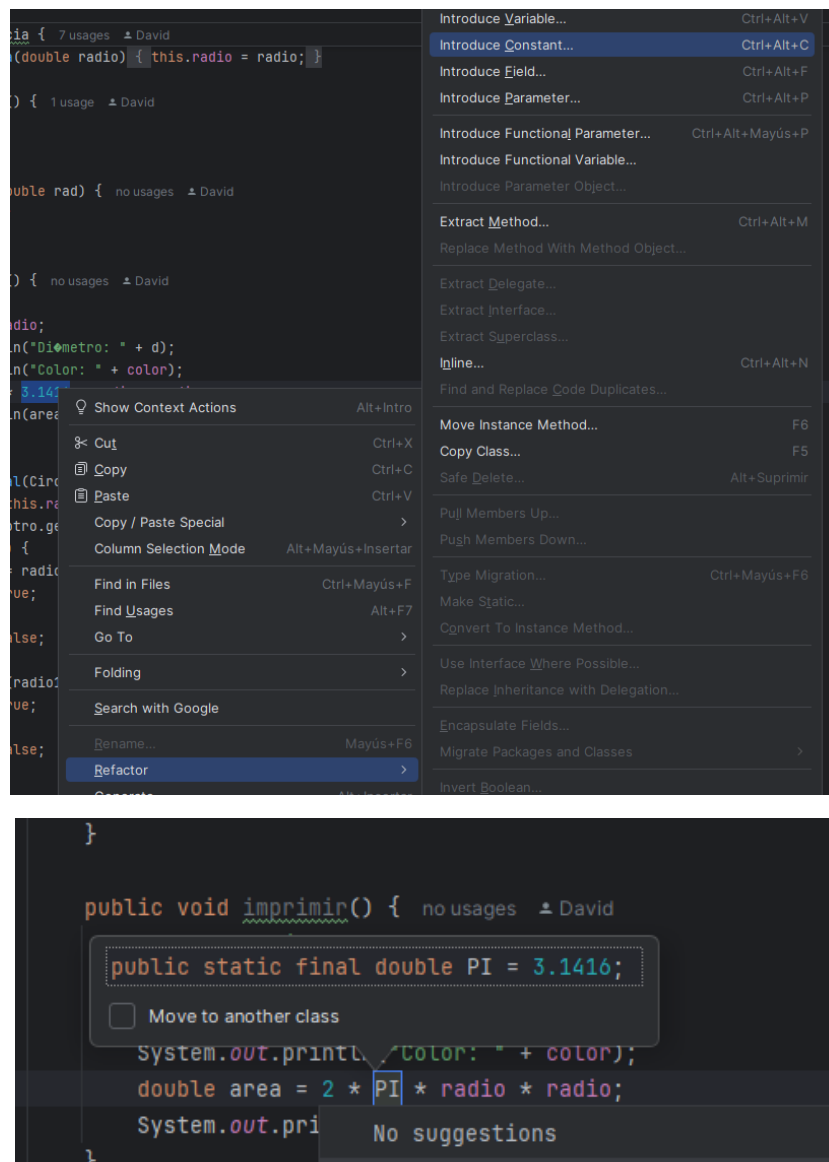 cia { 7 usages David
(double radio) { this.radio = radio; }
() { 1 usage David
ouble rad) { no usages David
() { no usages David
adio;
ln("Di�metro: " + d);
ln("Color: " + color);
* 3.141
ln(area
al(Circ
this.ra
etro.ge
) {
= radio
rue;
alse;
(radio1
rue;
alse;
Show Context Actions Alt+Intro
Cut Ctrl+X
Copy Ctrl+C
Paste Ctrl+V
Copy / Paste Special
Column Selection Mode Alt+Mayús+Insertar
Find in Files Ctrl+Mayús+F
Find Usages Alt+F7
Go To
Folding
Search with Google
Rename... Mayús+F6
Refactor
Generate... Alt+Insertar
Introduce Variable... Ctrl+Alt+V
Introduce Constant... Ctrl+Alt+C
Introduce Field... Ctrl+Alt+F
Introduce Parameter... Ctrl+Alt+P
Introduce Functional Parameter... Ctrl+Alt+Mayús+P
Introduce Functional Variable...
Introduce Parameter Object...
Extract Method... Ctrl+Alt+M
Replace Method With Method Object...
Extract Delegate...
Extract Interface...
Extract Superclass...
Inline... Ctrl+Alt+N
Find and Replace Code Duplicates...
Move Instance Method... F6
Copy Class... F5
Safe Delete... Alt+Suprimir
Pull Members Up...
Push Members Down...
Type Migration... Ctrl+Mayús+F6
Make Static...
Convert To Instance Method...
Use Interface Where Possible...
Replace Inheritance with Delegation...
Encapsulate Fields...
Migrate Packages and Classes
Invert Boolean...
}
public void imprimir() { no usages David
public static final double PI = 3.1416;
Move to another class
System.out.printl "Color: " + color);
double area = 2 * PI * radio * radio;
System.out.pri
No suggestions
}